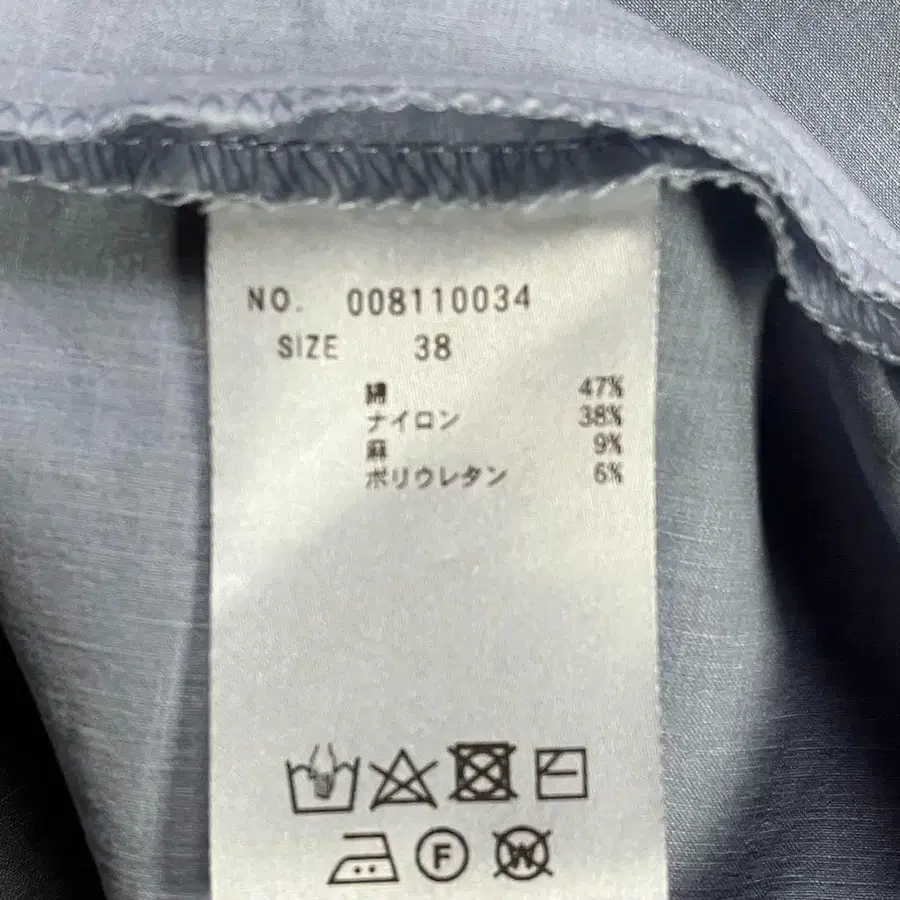 NO. 008110034
SIZE 38
綿 47%
ナイロン 38%
麻 9%
ポリウレタン 6%
F W